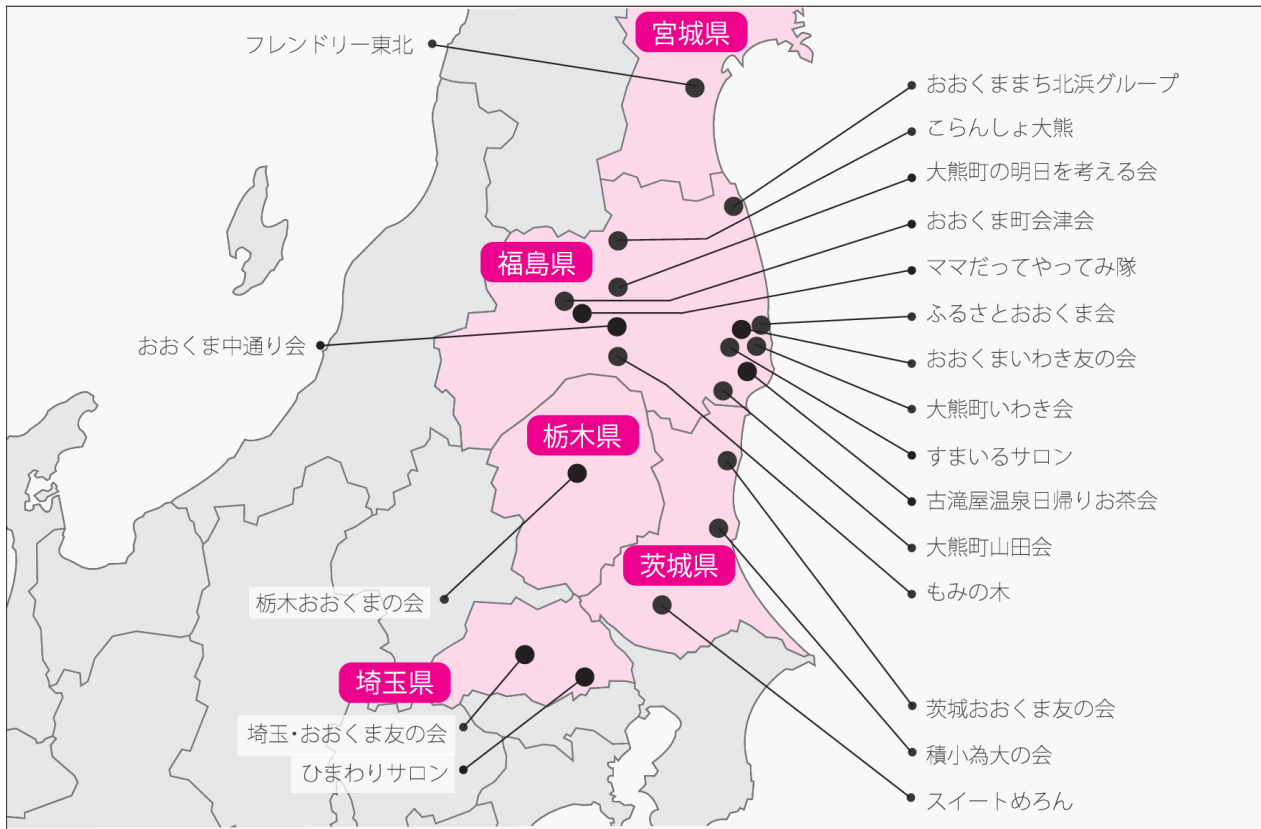 宮城県
フレンドリー東北
おおくままち北浜グループ
こらんしょ大熊
大熊町の明日を考える会
おおくま町会津会
福島県
ママだってやってみ隊
ふるさとおおくま会
おおくま中通り会
おおくまいわき友の会
大熊町いわき会
栃木県
すまいるサロン
古滝屋温泉日帰りお茶会
大熊町山田会
茨城県
もみの木
栃木おおくまの会
埼玉県
茨城おおくま友の会
埼玉・おおくま友の会
積小為大の会
ひまわりサロン
スイートめろん